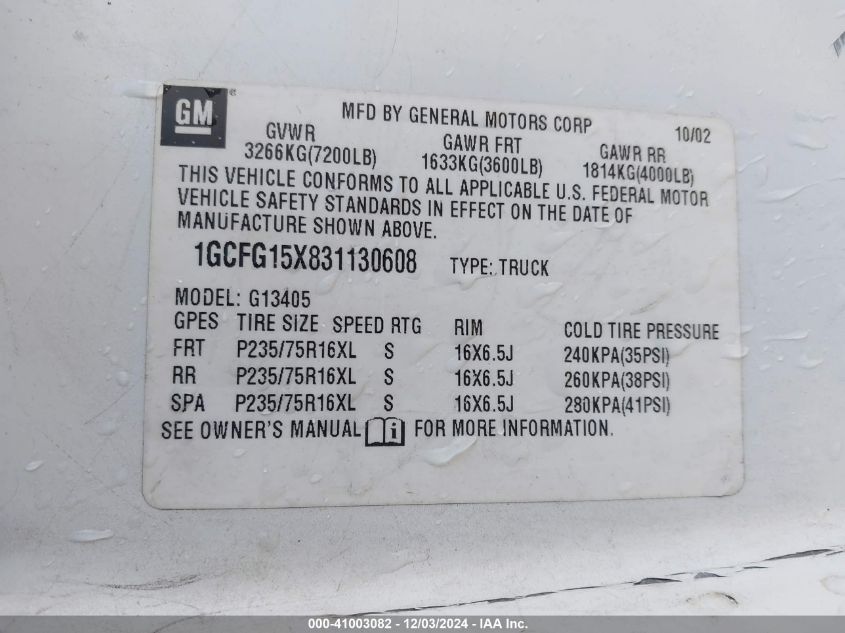 GM ®
MFD BY GENERAL MOTORS CORP 10/02
GVWR GAWR FRT GAWR RR
3266KG(7200LB) 1633KG(3600LB) 1814KG(4000LB)
THIS VEHICLE CONFORMS TO ALL APPLICABLE U.S. FEDERAL MOTOR
VEHICLE SAFETY STANDARDS IN EFFECT ON THE DATE OF
MANUFACTURE SHOWN ABOVE.
1GCFG15X831130608 TYPE: TRUCK
MODEL: G13405
GPES TIRE SIZE SPEED RTG RIM COLD TIRE PRESSURE
FRT P235/75R16XL S 16X6.5J 240KPA(35PSI)
RR P235/75R16XL S 16X6.5J 260KPA(38PSI)
SPA P235/75R16XL S 16X6.5J 280KPA(41PSI)
SEE OWNER'S MANUAL i FOR MORE INFORMATION.
000-41003082 - 12/03/2024 - IAA Inc.